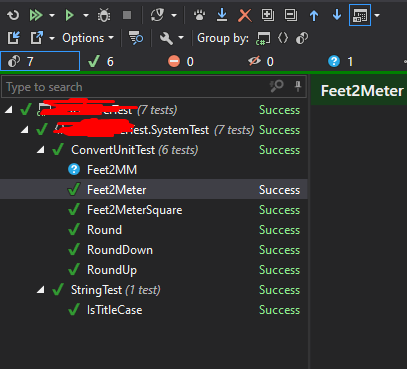 Options Group by:
7 6 0 0 1
Type to search
Test (7 tests) Success
Test.SystemTest (7 tests) Success
ConvertUnitTest (6 tests) Success
Feet2MM
Feet2Meter Success
Feet2MeterSquare Success
Round Success
RoundDown Success
RoundUp Success
StringTest (1 test) Success
IsTitleCase Success
Feet2Meter